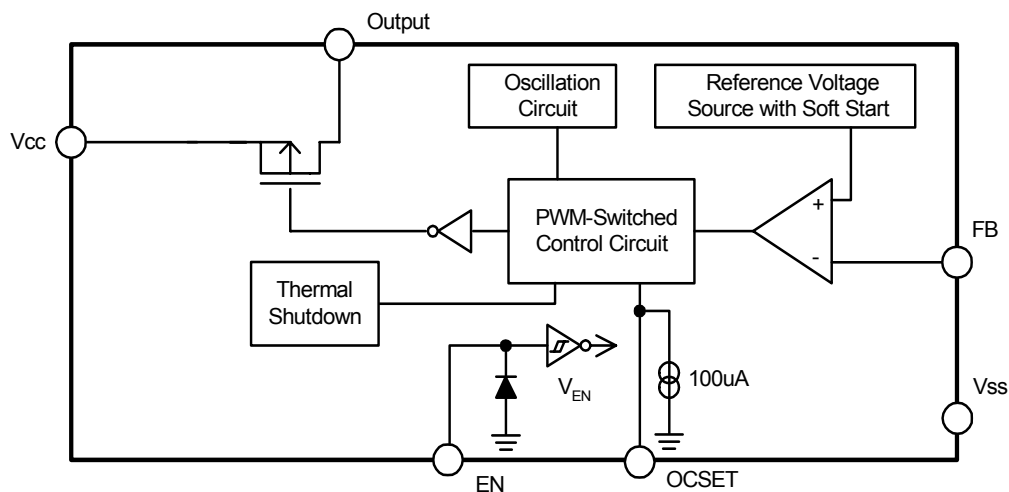 Output
Oscillation
Circuit
Reference Voltage
Source with Soft Start
Vcc
+
PWM-Switched
Control Circuit
-
FB
Thermal
Shutdown
100uA
VEN
Vss
EN
OCSET